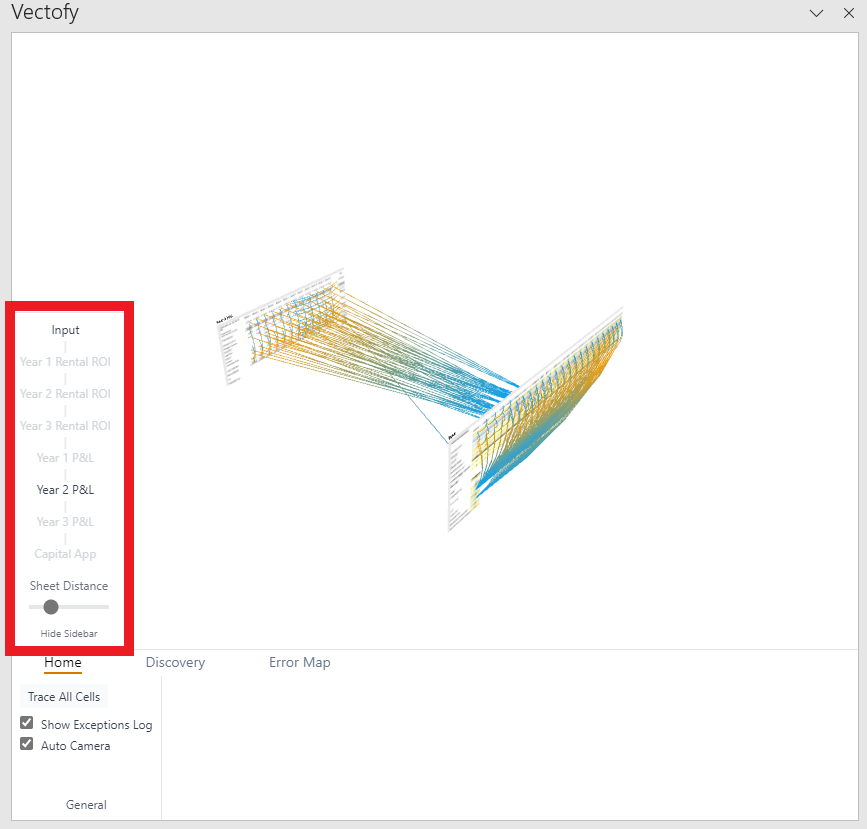 Vectofy
Input
Year 1 Rental ROI
Year 2 Rental ROI
Year 3 Rental ROI
Year 1 P&L
Year 2 P&L
Year 3 P&L
Capital App
Sheet Distance
Hide Sidebar
Home
Discovery
Error Map
Trace All Cells
Show Exceptions Log
Auto Camera
General